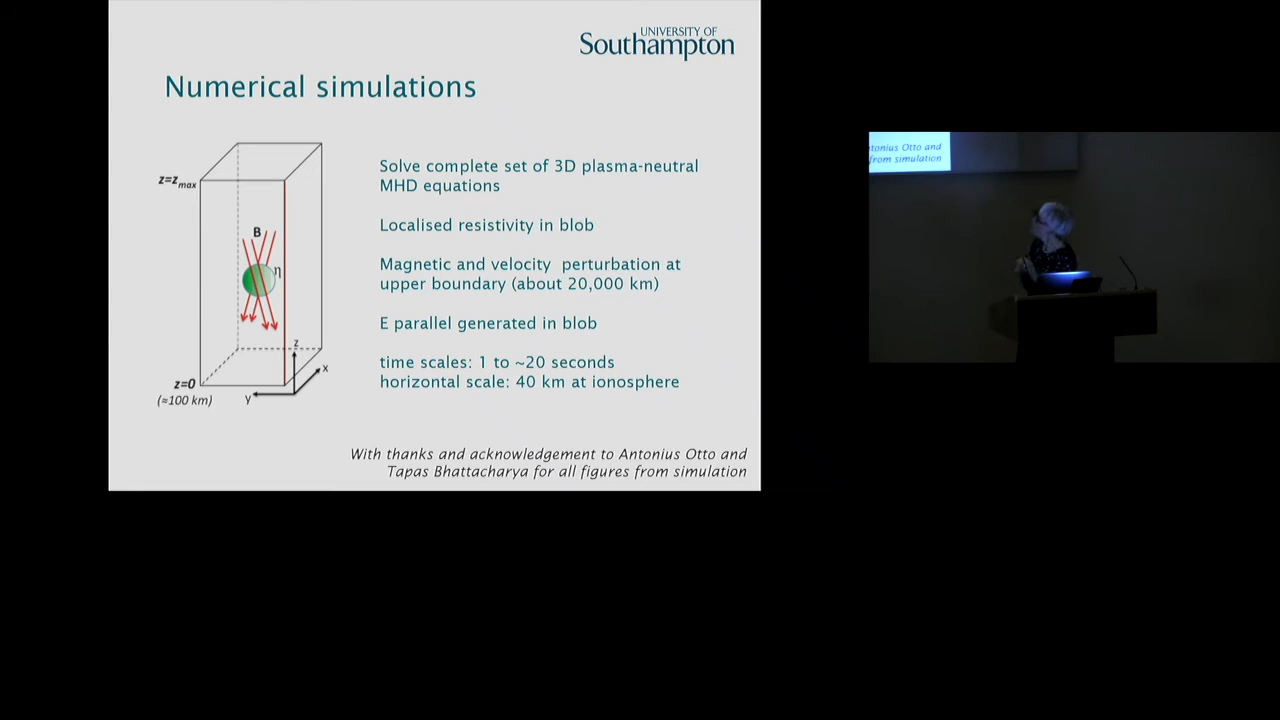 UNIVERSITY OF
Southampton
Numerical simulations
z=zmax
B
η
z
x
z=0
(≈100 km)
y
Solve complete set of 3D plasma-neutral
MHD equations
Localised resistivity in blob
Magnetic and velocity perturbation at
upper boundary (about 20,000 km)
E parallel generated in blob
time scales: 1 to ~20 seconds
horizontal scale: 40 km at ionosphere
With thanks and acknowledgement to Antonius Otto and
Tapas Bhattacharya for all figures from simulation
tonius Otto and
from simulation